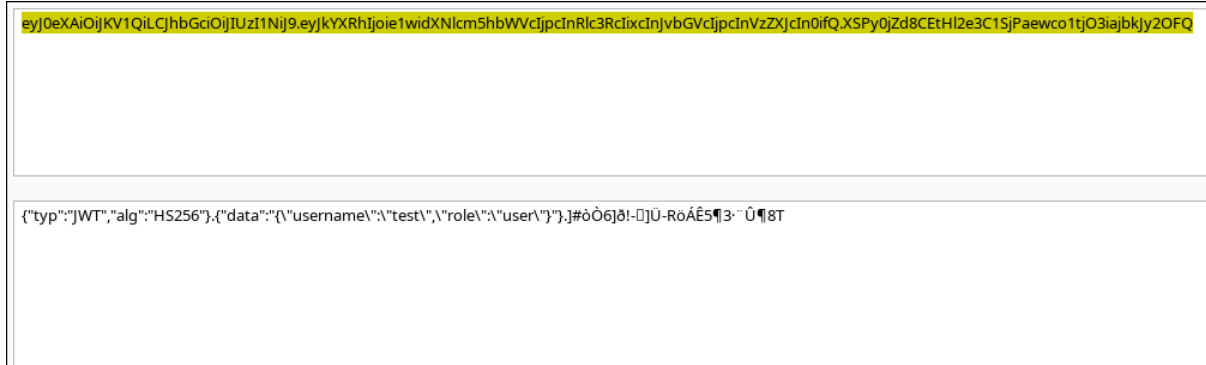 eyJ0eXAiOiJKV1QiLCJhbGciOiJIUzI1NiJ9.eyJkYXRhIjoie1widXNlcm5hbWVcIjpcInRlc3RcIixcInJvbGVcIjpcInVzZXJcIn0ifQ.XSPy0jZd8CEtHl2e3C1SjPaewco1tjO3iajbkJy2OFQ
{"typ":"JWT","alg":"HS256"}.{"data":"{\"username\":\"test\",\"role\":\"user\"}"}.]#òÒ6]ð!-▯]Ü-RöÁÊ5¶3·¨Û¶8T